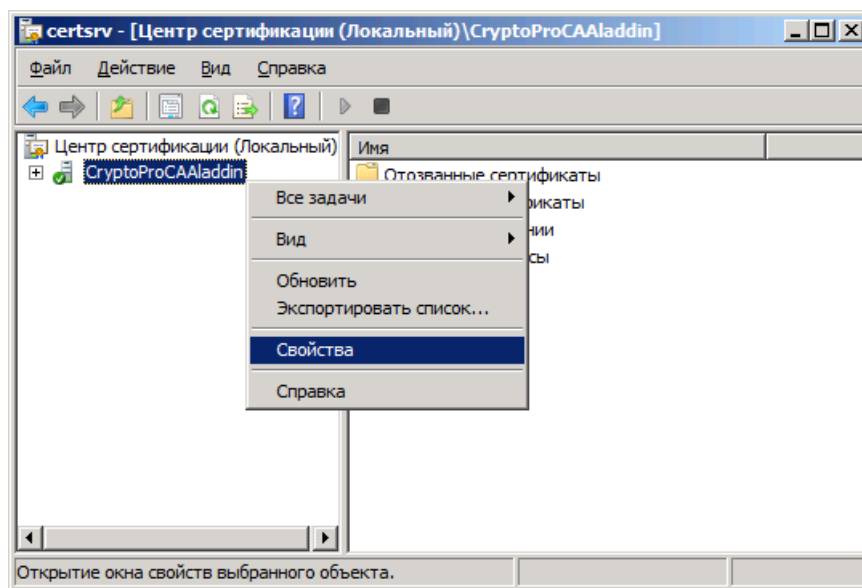 certsrv - [Центр сертификации (Локальный)\CryptoProCAAladdin]
Файл Действие Вид Справка
Центр сертификации (Локальный)
CryptoProCAAladdin
Имя
Отозванные сертификаты
Все задачи
Вид
Обновить
Экспортировать список...
Свойства
Справка
Открытие окна свойств выбранного объекта.